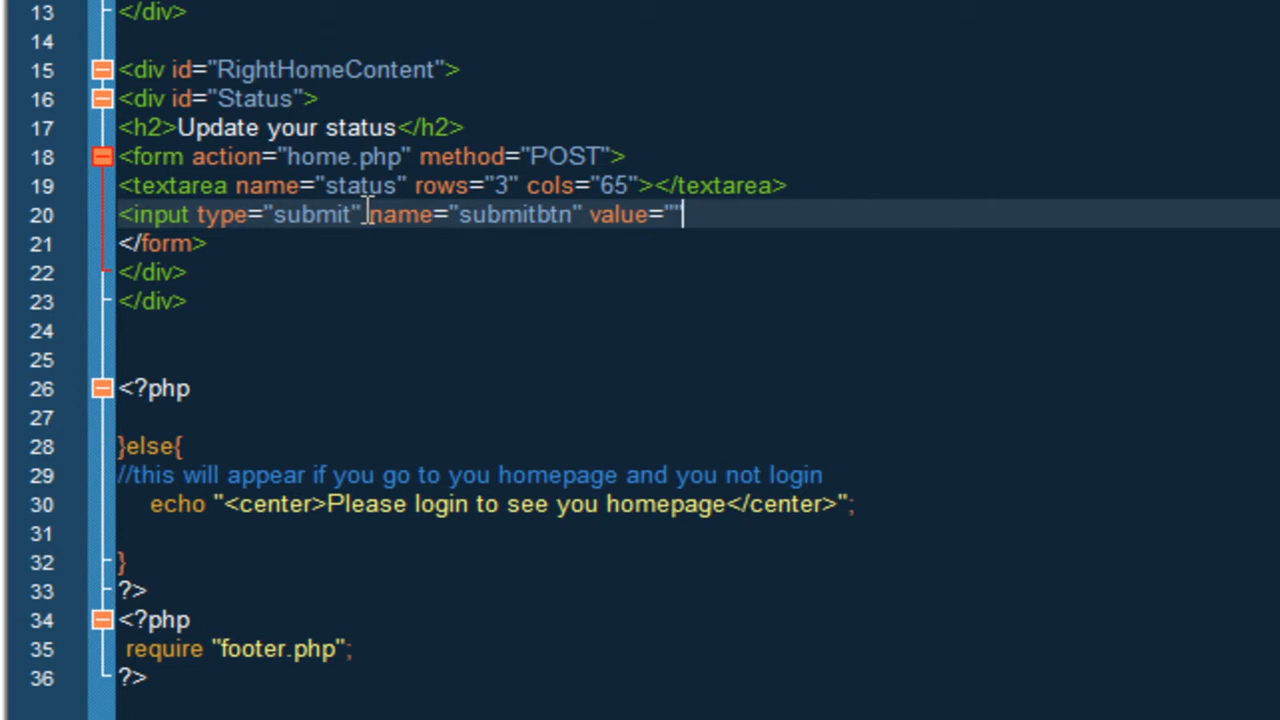 13 </div>
14
15 <div id="RightHomeContent">
16 <div id="Status">
17 <h2>Update your status</h2>
18 <form action="home.php" method="POST">
19 <textarea name="status" rows="3" cols="65"></textarea>
20 <input type="submit" name="submitbtn" value=""
21 </form>
22 </div>
23 </div>
24
25
26 <?php
27
28 }else{
29 //this will appear if you go to you homepage and you not login
30 echo "<center>Please login to see you homepage</center>";
31
32 }
33 ?>
34 <?php
35 require "footer.php";
36 ?>